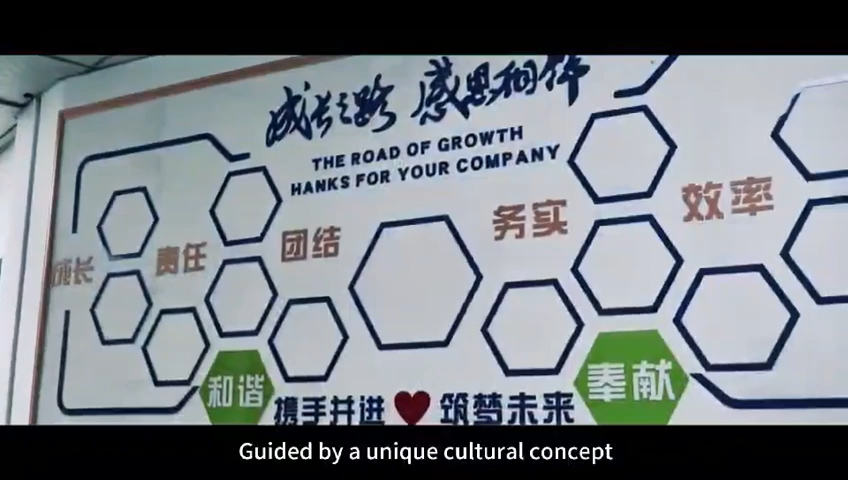 成长之路 感恩相伴
THE ROAD OF GROWTH
HANKS FOR YOUR COMPANY
成长
责任
团结
务实
效率
和谐
携手并进
筑梦未来
奉献
Guided by a unique cultural concept